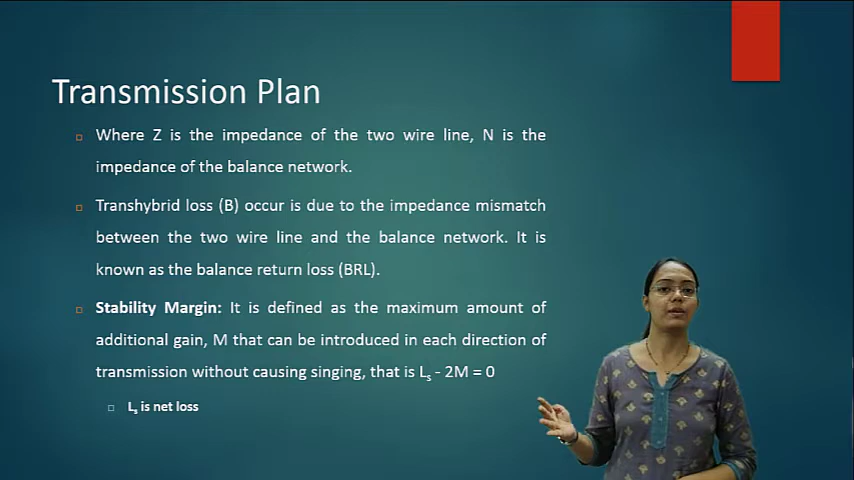 Transmission Plan
Where Z is the impedance of the two wire line, N is the
impedance of the balance network.
Transhybrid loss (B) occur is due to the impedance mismatch
between the two wire line and the balance network. It is
known as the balance return loss (BRL).
Stability Margin: It is defined as the maximum amount of
additional gain, M that can be introduced in each direction of
transmission without causing singing, that is Ls - 2M = 0
Ls is net loss